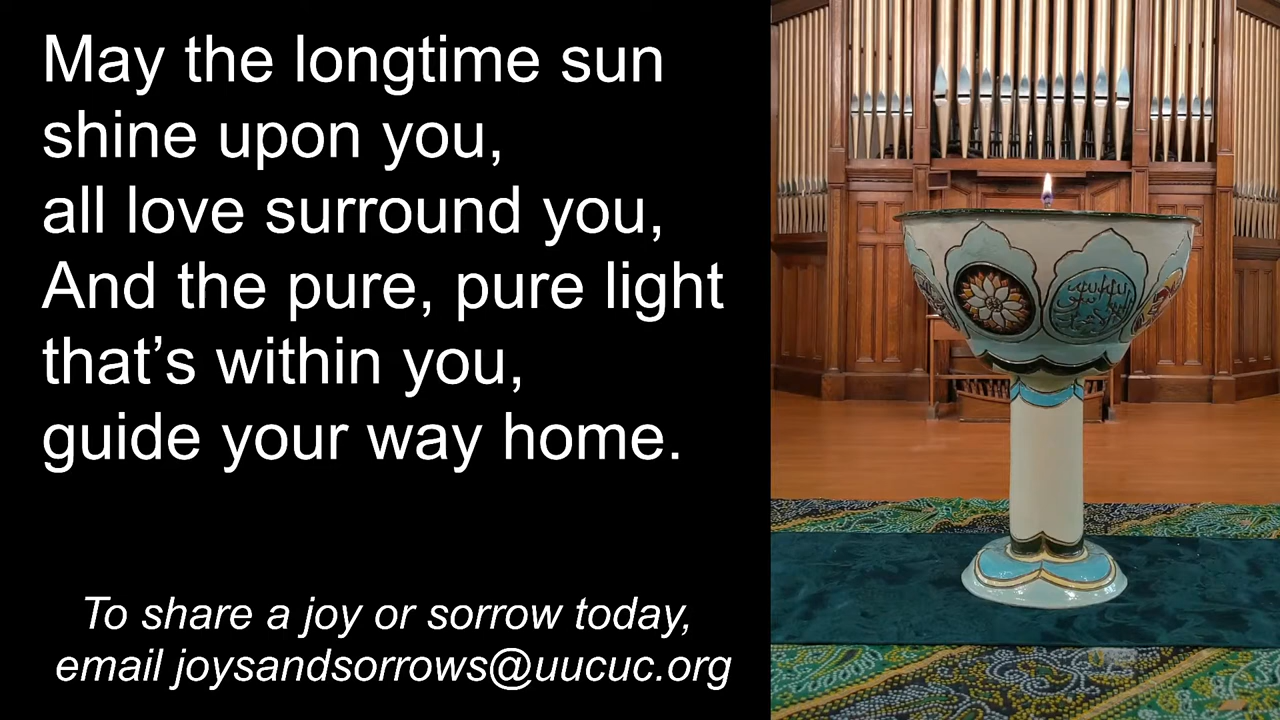 May the longtime sun
shine upon you,
all love surround you,
And the pure, pure light
that’s within you,
guide your way home.
To share a joy or sorrow today,
email joysandsorrows@uucuc.org